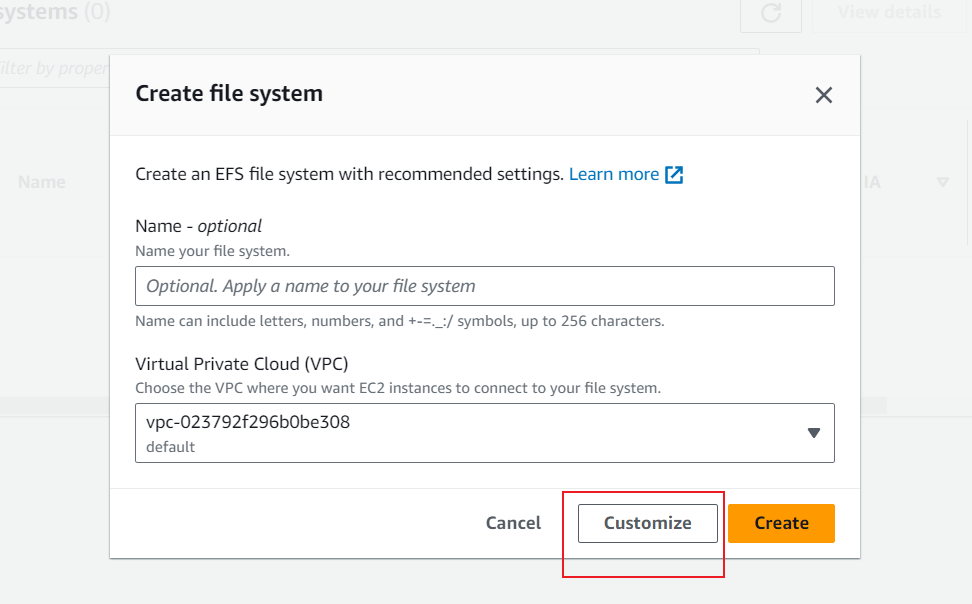 systems (0)
View details
ilter by proper
Create file system
Name
IA
Create an EFS file system with recommended settings. Learn more
Name - optional
Name your file system.
Optional. Apply a name to your file system
Name can include letters, numbers, and +-=._:/ symbols, up to 256 characters.
Virtual Private Cloud (VPC)
Choose the VPC where you want EC2 instances to connect to your file system.
vpc-023792f296b0be308
default
Cancel
Customize
Create